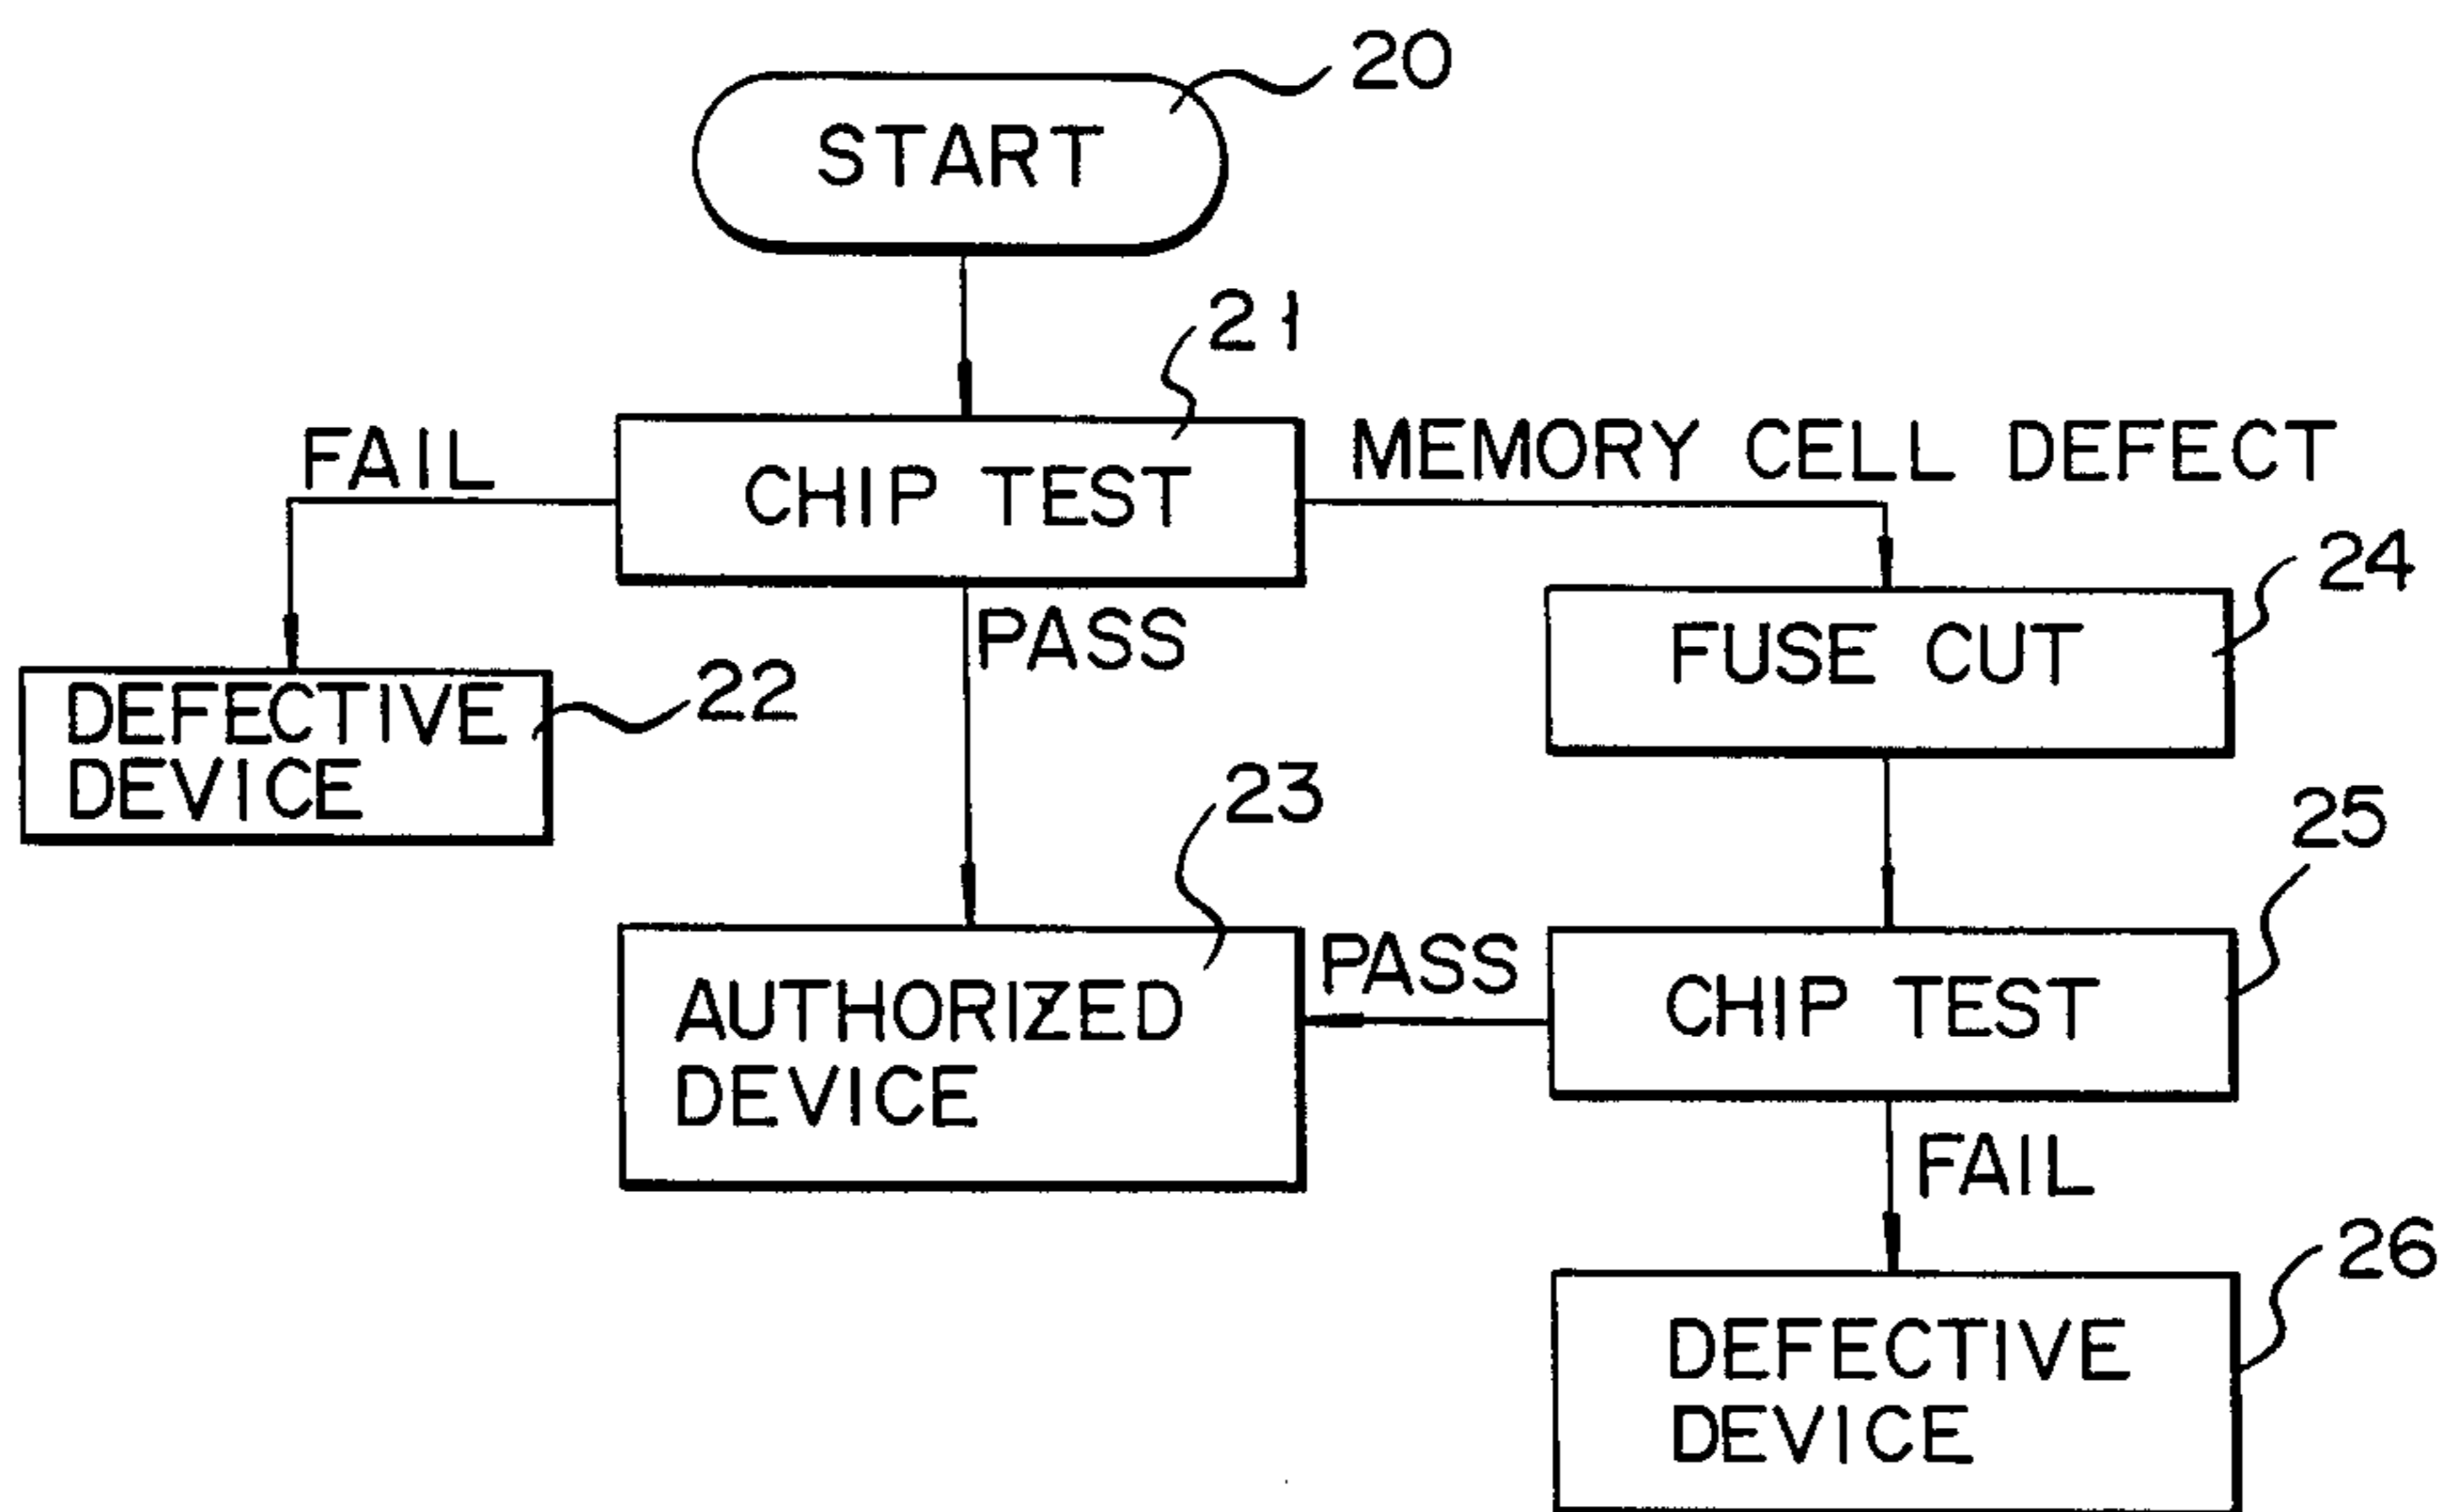 20
START
21
FAIL
CHIP TEST
MEMORY CELL DEFECT
24
PASS
FUSE CUT
DEFECTIVE
DEVICE
22
23
25
AUTHORIZED
DEVICE
PASS
CHIP TEST
FAIL
26
DEFECTIVE
DEVICE